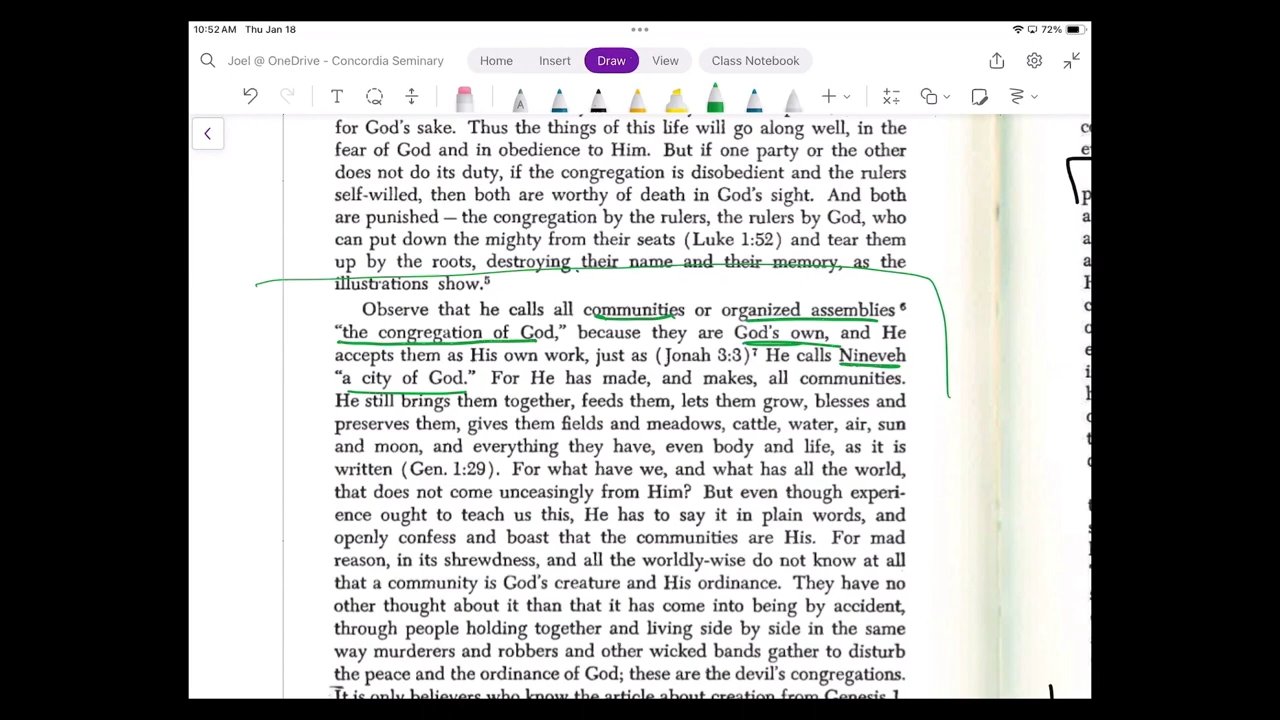 10:52 AM Thu Jan 18
72%
Joel @ OneDrive - Concordia Seminary
Home Insert Draw View Class Notebook
for God's sake. Thus the things of this life will go along well, in the
fear of God and in obedience to Him. But if one party or the other
does not do its duty, if the congregation is disobedient and the rulers
self-willed, then both are worthy of death in God's sight. And both
are punished — the congregation by the rulers, the rulers by God, who
can put down the mighty from their seats (Luke 1:52) and tear them
up by the roots, destroying their name and their memory, as the
illustrations show.⁵
Observe that he calls all communities or organized assemblies ⁶
“the congregation of God,” because they are God's own, and He
accepts them as His own work, just as (Jonah 3:3)⁷ He calls Nineveh
“a city of God.” For He has made, and makes, all communities.
He still brings them together, feeds them, lets them grow, blesses and
preserves them, gives them fields and meadows, cattle, water, air, sun
and moon, and everything they have, even body and life, as it is
written (Gen. 1:29). For what have we, and what has all the world,
that does not come unceasingly from Him? But even though experi-
ence ought to teach us this, He has to say it in plain words, and
openly confess and boast that the communities are His. For mad
reason, in its shrewdness, and all the worldly-wise do not know at all
that a community is God's creature and His ordinance. They have no
other thought about it than that it has come into being by accident,
through people holding together and living side by side in the same
way murderers and robbers and other wicked bands gather to disturb
the peace and the ordinance of God; these are the devil's congregations.
It is only believers who know the article about creation from Genesis 1,